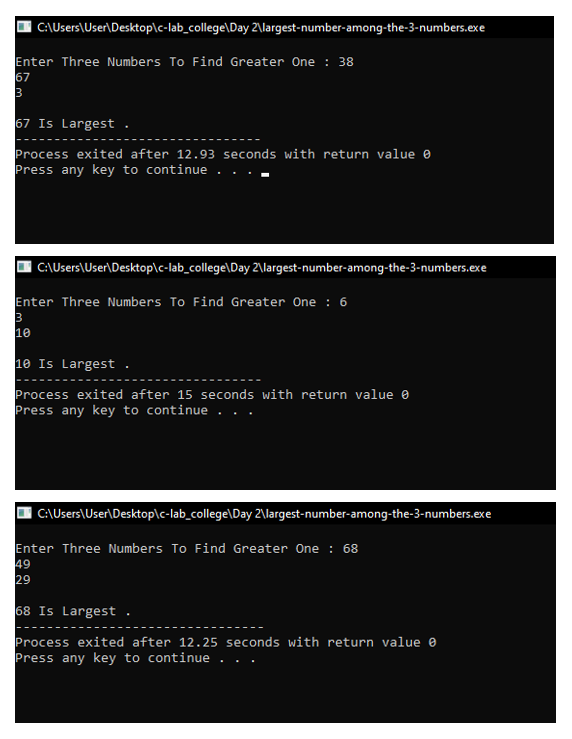 C:\Users\User\Desktop\c-lab_college\Day 2\largest-number-among-the-3-numbers.exe
Enter Three Numbers To Find Greater One : 38
67
3
67 Is Largest .
--------------------------------
Process exited after 12.93 seconds with return value 0
Press any key to continue . . .
C:\Users\User\Desktop\c-lab_college\Day 2\largest-number-among-the-3-numbers.exe
Enter Three Numbers To Find Greater One : 6
3
10
10 Is Largest .
--------------------------------
Process exited after 15 seconds with return value 0
Press any key to continue . . .
C:\Users\User\Desktop\c-lab_college\Day 2\largest-number-among-the-3-numbers.exe
Enter Three Numbers To Find Greater One : 68
49
29
68 Is Largest .
--------------------------------
Process exited after 12.25 seconds with return value 0
Press any key to continue . . .